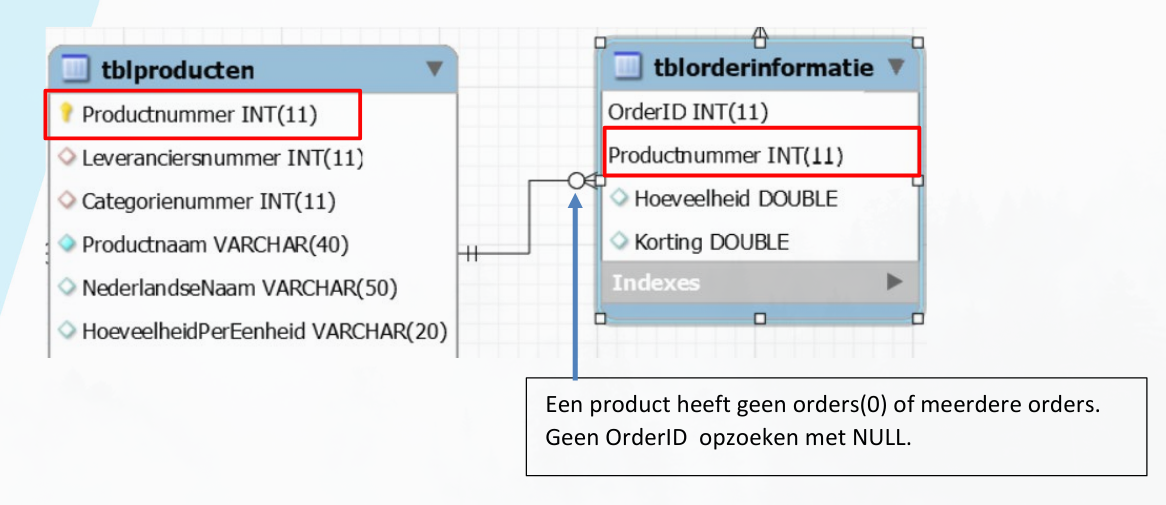 tblproducten
Productnummer INT(11)
Leveranciersnummer INT(11)
Categorienummer INT(11)
Productnaam VARCHAR(40)
NederlandseNaam VARCHAR(50)
HoeveelheidPerEenheid VARCHAR(20)
tblorderinformatie
OrderID INT(11)
Productnummer INT(11)
Hoeveelheid DOUBLE
Korting DOUBLE
Indexes
Een product heeft geen orders(0) of meerdere orders.
Geen OrderID opzoeken met NULL.